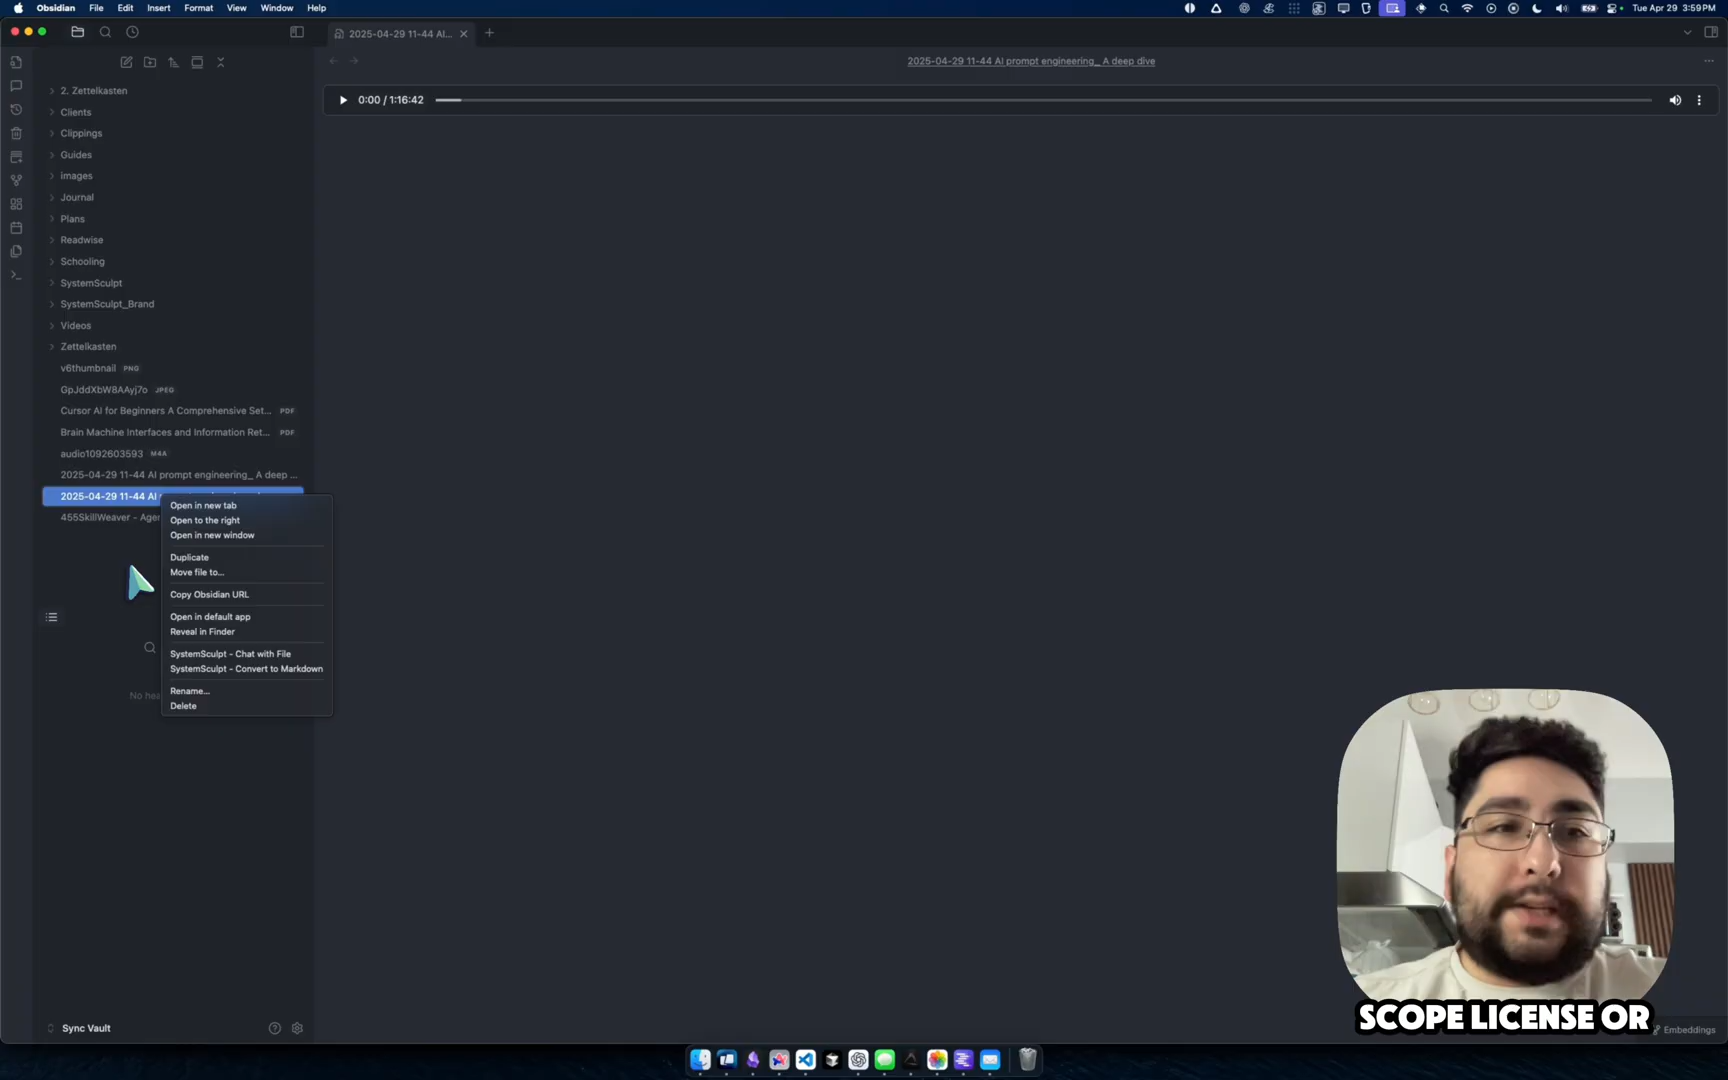 Obsidian File Edit Insert Format View Window Help
Tue Apr 29 3:59 PM
2025-04-29 11-44 AI...
2025-04-29 11-44 AI prompt engineering_ A deep dive
0:00 / 1:16:42
2. Zettelkasten
Clients
Clippings
Guides
images
Journal
Plans
Readwise
Schooling
SystemSculpt
SystemSculpt_Brand
Videos
Zettelkasten
v6thumbnail PNG
GpJddXbW8AAyj7o JPEG
Cursor AI for Beginners A Comprehensive Set... PDF
Brain Machine Interfaces and Information Ret... PDF
audio1092603593 M4A
2025-04-29 11-44 AI prompt engineering_ A deep ...
2025-04-29 11-44 AI
455SkillWeaver - Agen
Open in new tab
Open to the right
Open in new window
Duplicate
Move file to...
Copy Obsidian URL
Open in default app
Reveal in Finder
SystemSculpt - Chat with File
SystemSculpt - Convert to Markdown
Rename...
Delete
No hea
Sync Vault
SCOPE LICENSE OR
Embeddings